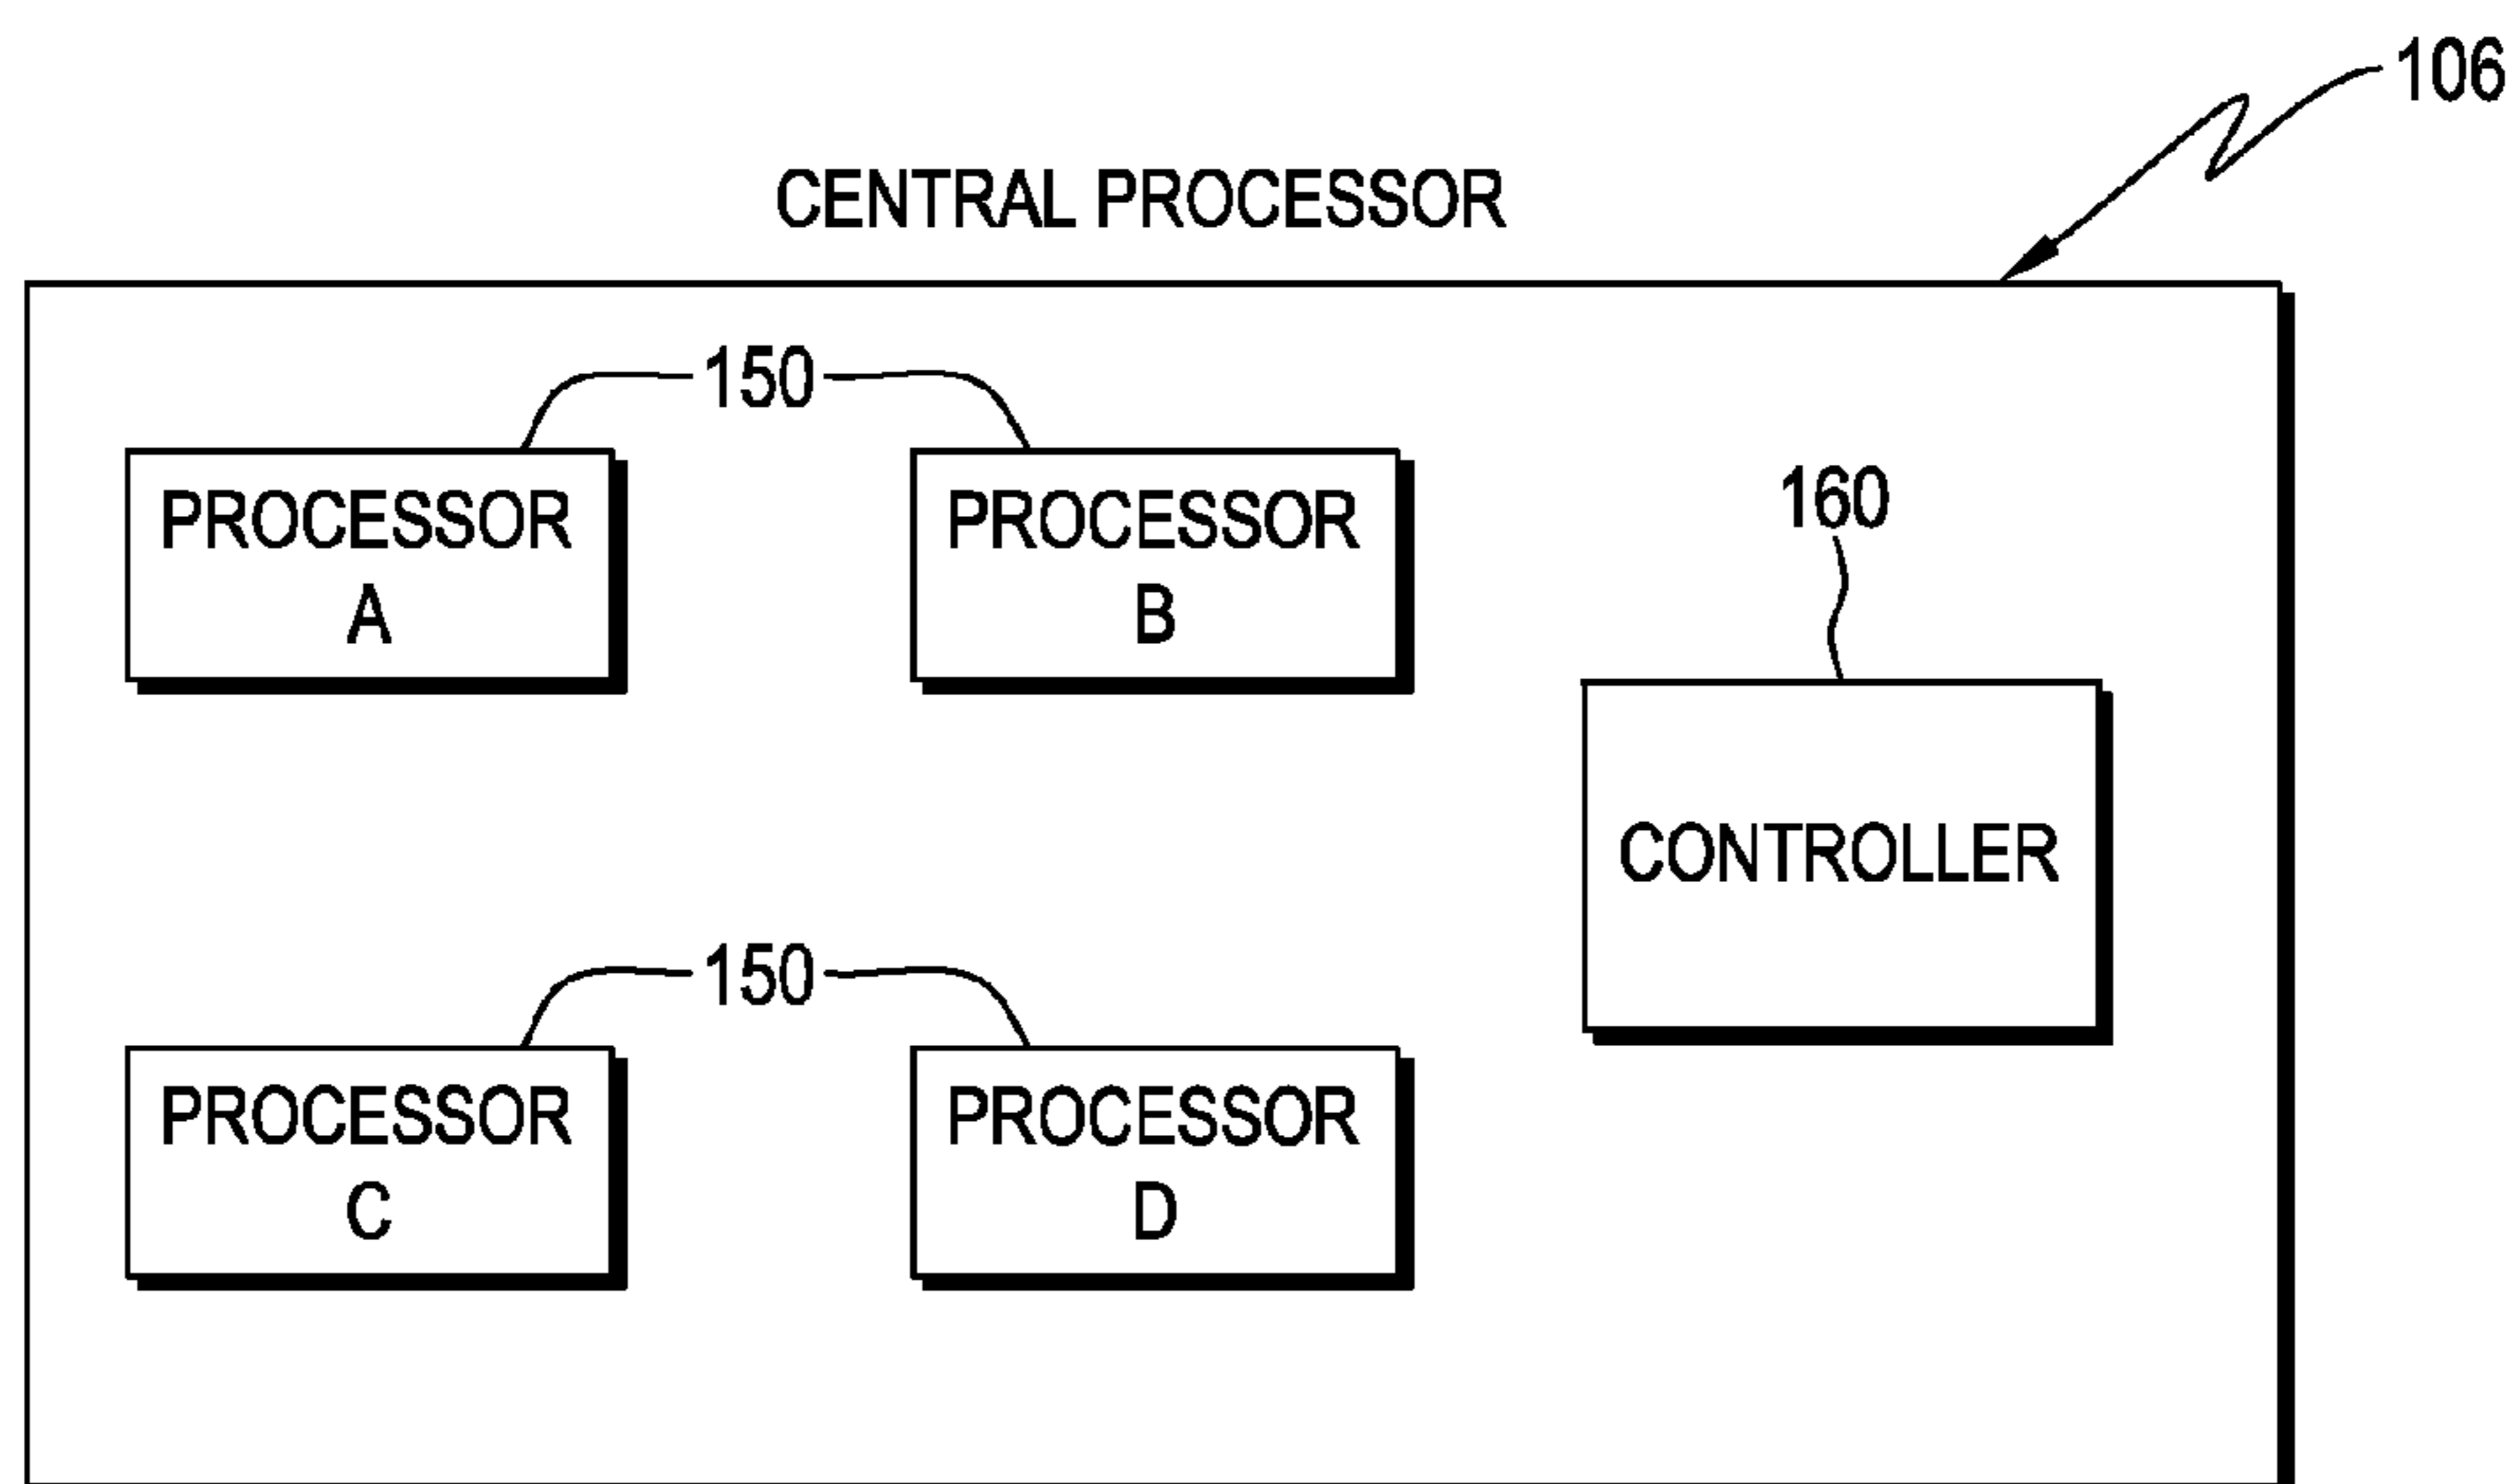 106
CENTRAL PROCESSOR
150
PROCESSOR
A
PROCESSOR
B
160
CONTROLLER
150
PROCESSOR
C
PROCESSOR
D